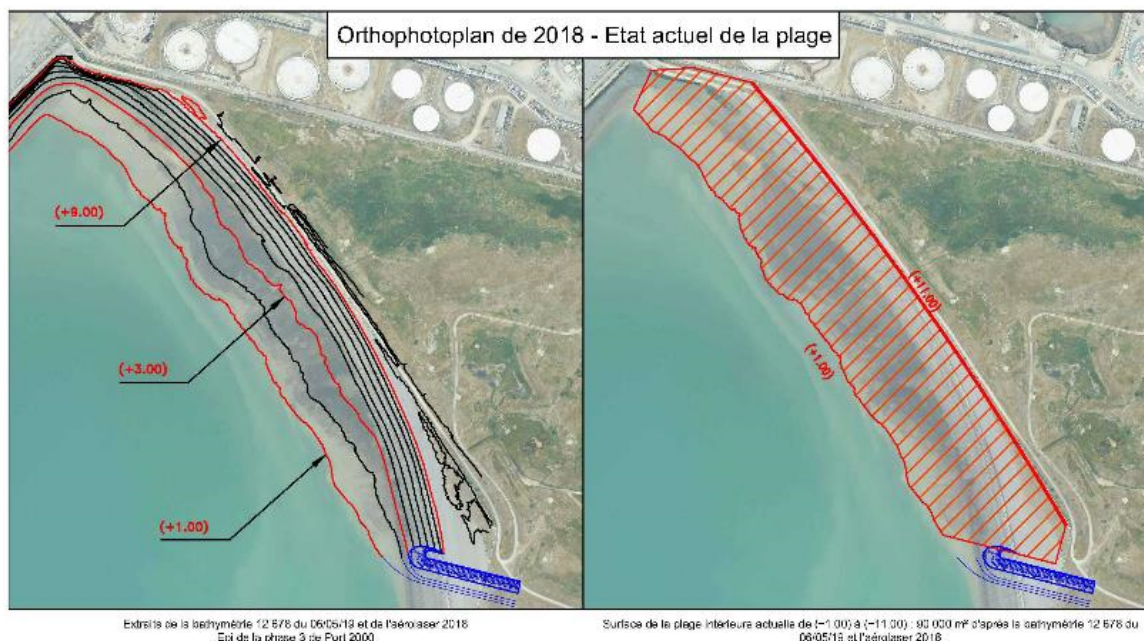 Orthophotoplan de 2018 - Etat actuel de la plage
(+9.00)
(+3.00)
(+1.00)
(+11.00)
(+1.00)
Extraits de la bathymétrie 12 678 du 06/05/19 et de l'aérolaser 2018
Epi de la phase 3 de Port 2000
Surface de la plage intérieure actuelle de (+1.00) à (+11.00) : 90 000 m² d'après la bathymétrie 12 678 du
06/05/19 et l'aérolaser 2018